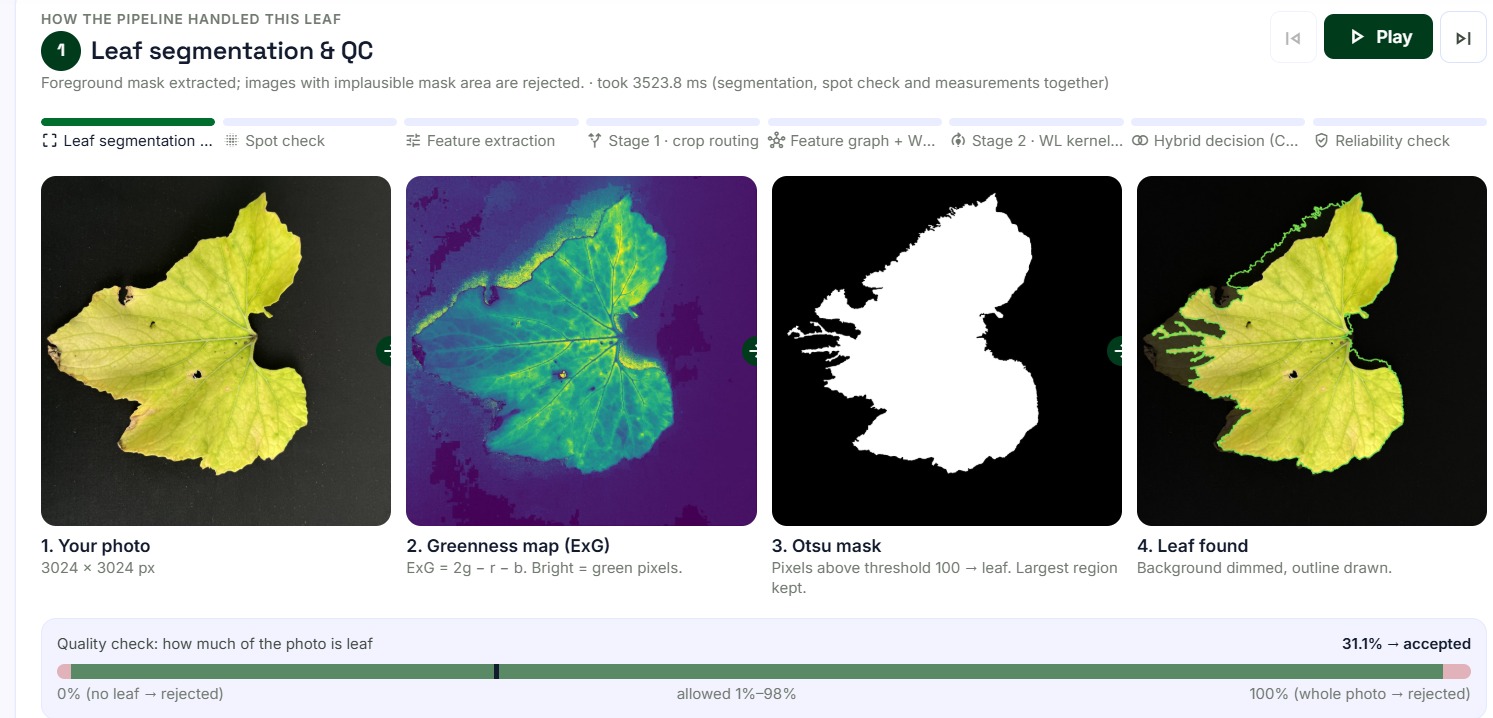 HOW THE PIPELINE HANDLED THIS LEAF
1 Leaf segmentation & QC
Play
Foreground mask extracted; images with implausible mask area are rejected. · took 3523.8 ms (segmentation, spot check and measurements together)
Leaf segmentation ...
Spot check
Feature extraction
Stage 1 · crop routing
Feature graph + W...
Stage 2 · WL kernel...
Hybrid decision (C...
Reliability check
1. Your photo
3024 × 3024 px
2. Greenness map (ExG)
ExG = 2g − r − b. Bright = green pixels.
3. Otsu mask
Pixels above threshold 100 → leaf. Largest region
kept.
4. Leaf found
Background dimmed, outline drawn.
Quality check: how much of the photo is leaf
31.1% → accepted
0% (no leaf → rejected)
allowed 1%–98%
100% (whole photo → rejected)